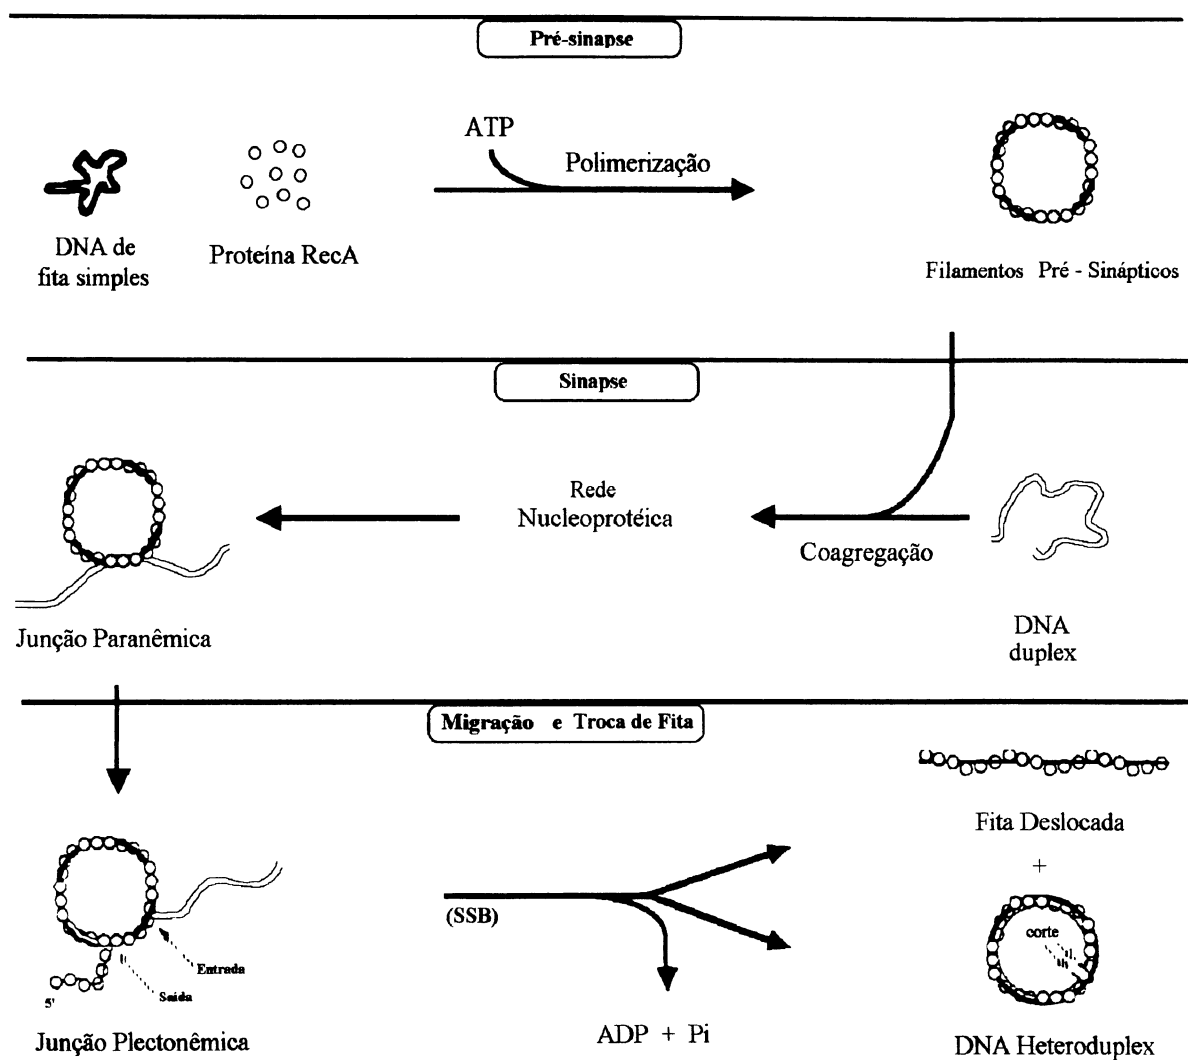 Pré-sinapse
ATP
Polimerização
DNA de
fita simples
Proteína RecA
Filamentos Pré - Sinápticos
Sinapse
Rede
Nucleoprotéica
Coagregação
Junção Paranêmica
DNA
duplex
Migração e Troca de Fita
Fita Deslocada
+
(SSB)
corte
Entrada
Saída
5'
ADP + Pi
Junção Plectonêmica
DNA Heteroduplex